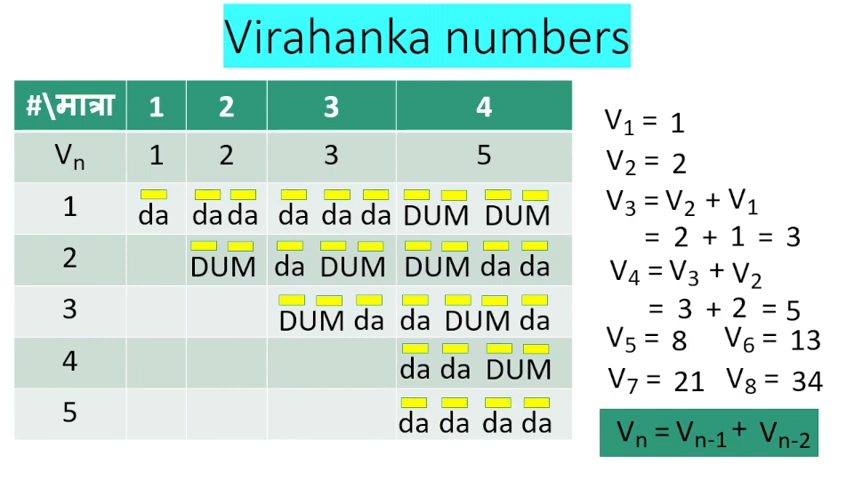 Virahanka numbers
#\मात्रा 1 2 3 4
Vn 1 2 3 5
1 da da da da da da DUM DUM
2 DUM da DUM DUM da da
3 DUM da da DUM da
4 da da DUM
5 da da da da
V1 = 1
V2 = 2
V3 = V2 + V1
= 2 + 1 = 3
V4 = V3 + V2
= 3 + 2 = 5
V5 = 8 V6 = 13
V7 = 21 V8 = 34
Vn = Vn-1 + Vn-2